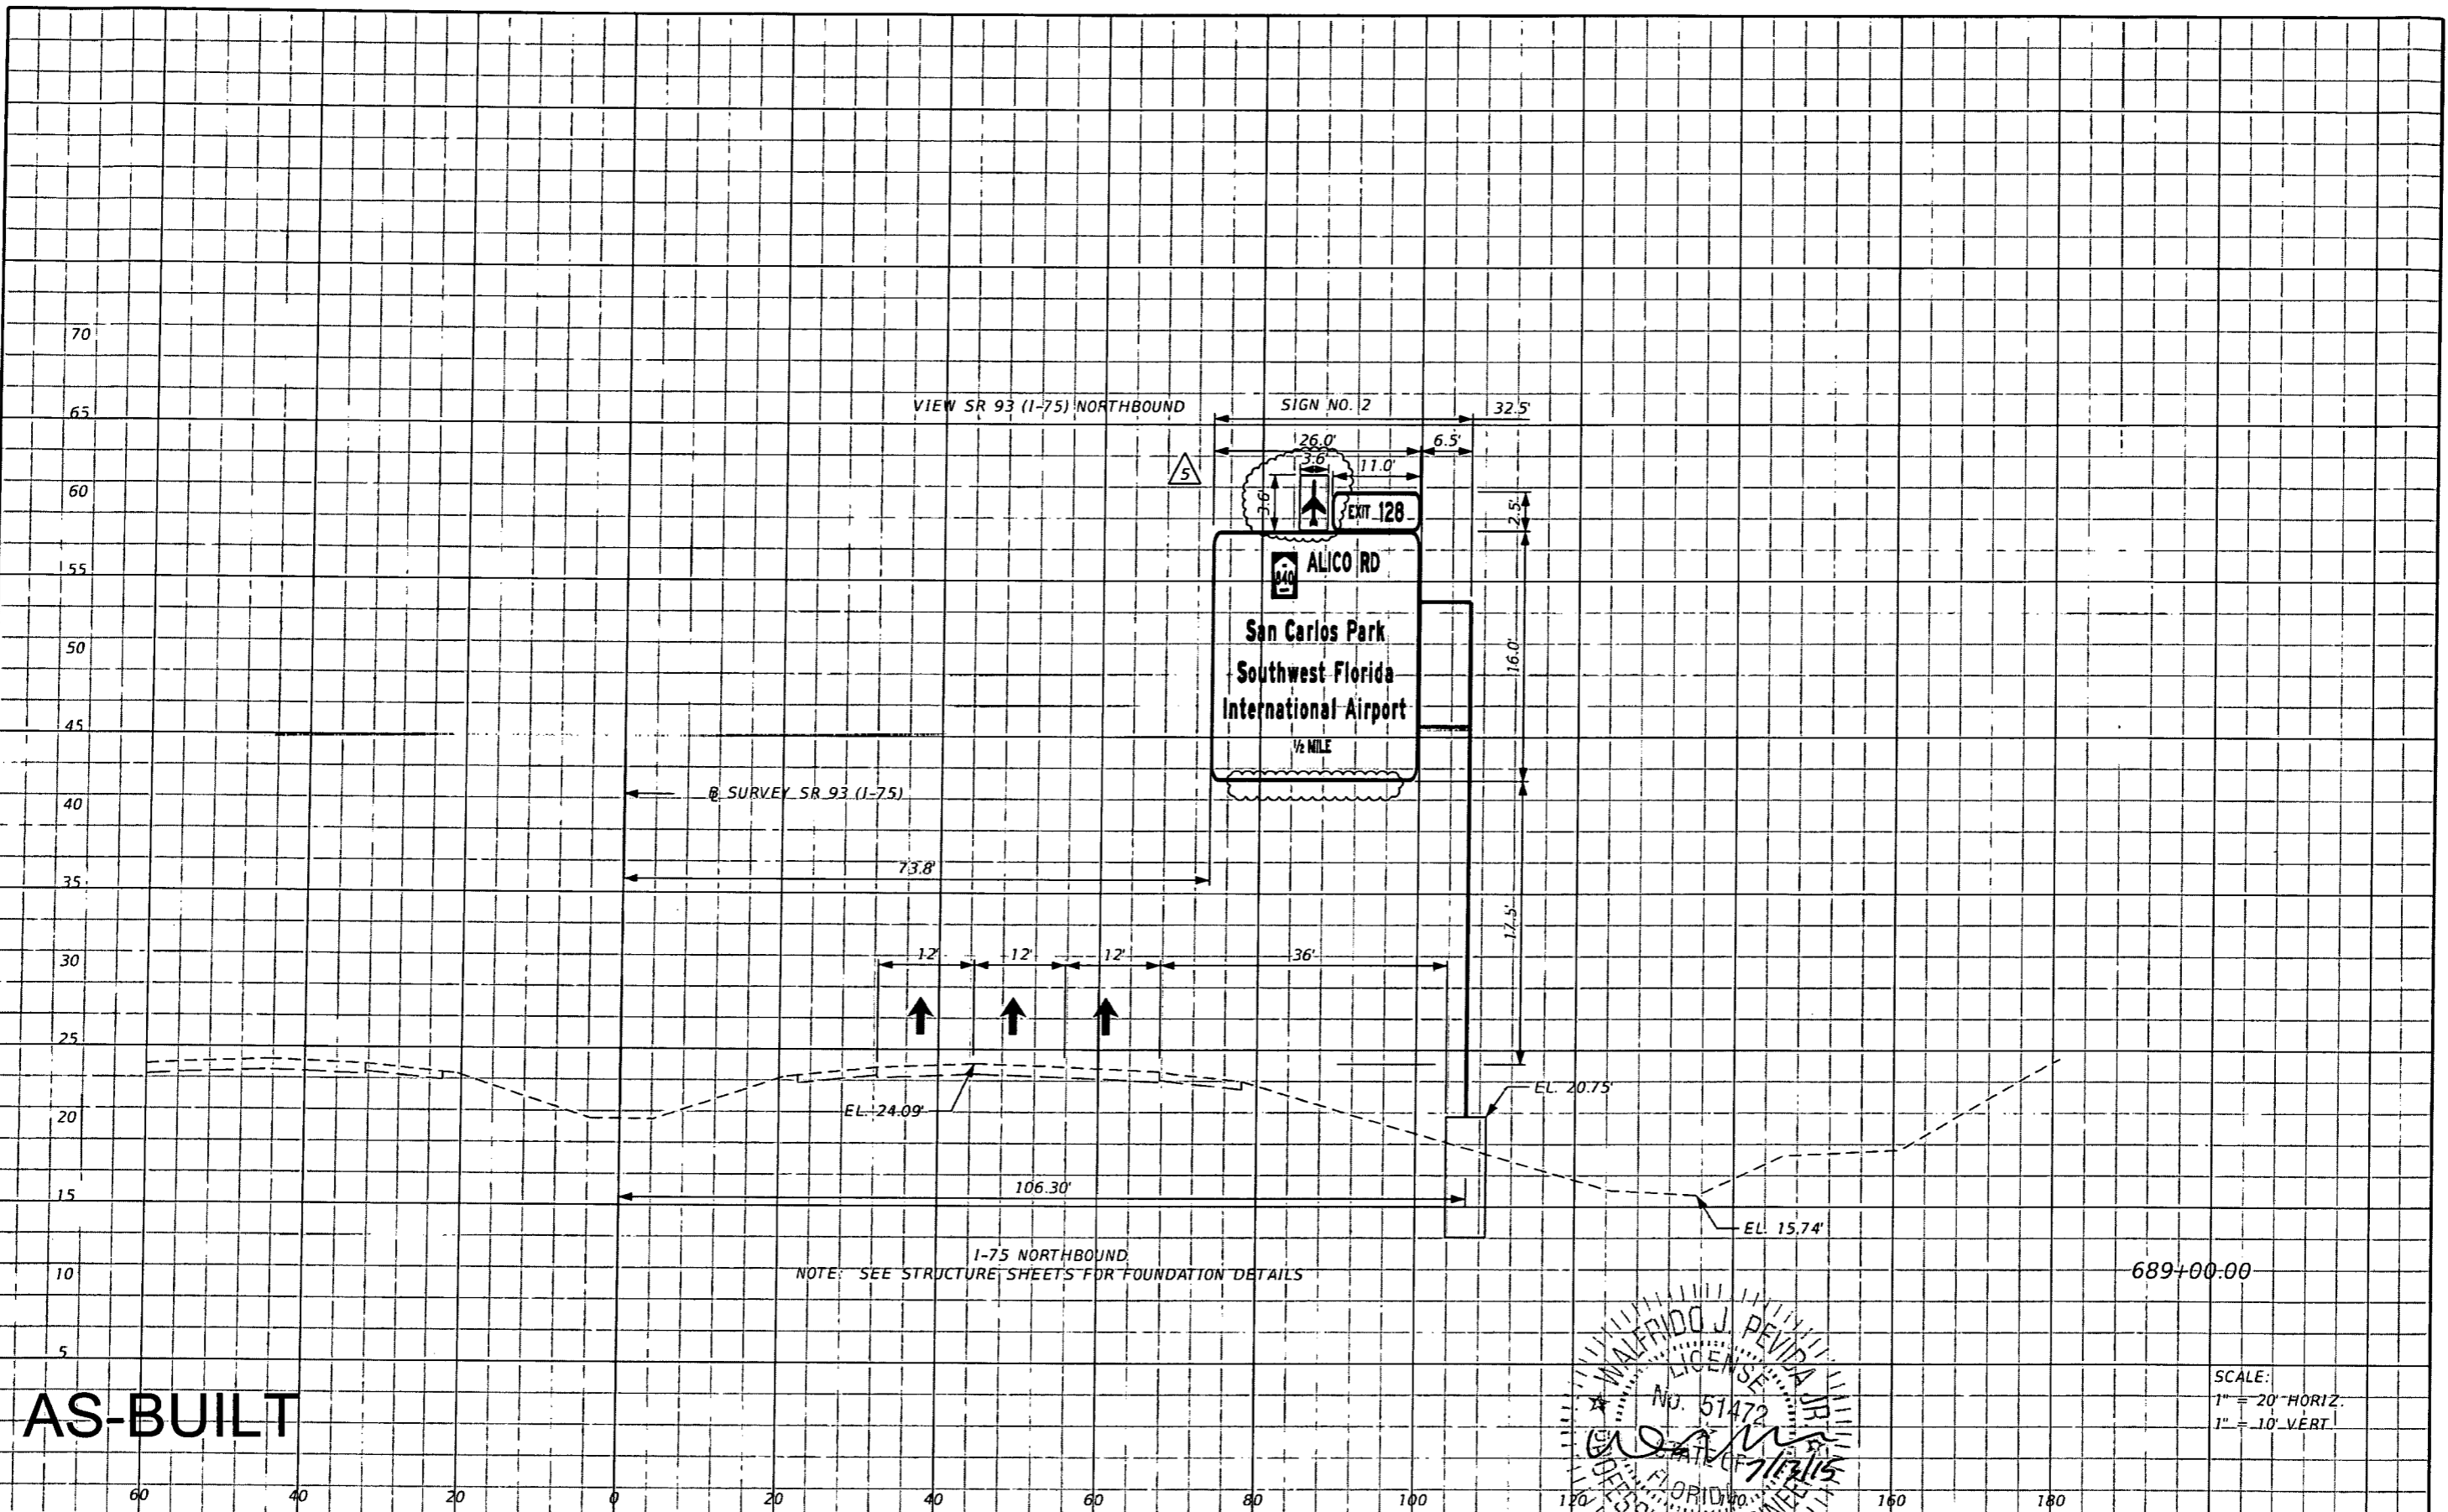 70
65
60
55
50
45
40
35
30
25
20
15
10
5
VIEW SR 93 (I-75) NORTHBOUND
SIGN NO. 2
32.5'
26.0'
6.5'
3.6'
11.0'
5
3.6'
EXIT 128
2.5'
840
ALICO RD
San Carlos Park
Southwest Florida
International Airport
½ MILE
16.0'
17.5'
℄ SURVEY SR 93 (I-75)
73.8'
12'
12'
12'
36'
EL. 24.09'
EL. 20.75'
106.30'
EL. 15.74'
I-75 NORTHBOUND
NOTE: SEE STRUCTURE SHEETS FOR FOUNDATION DETAILS
689+00.00
AS-BUILT
WALFRIDO J. PEVIDA JR
LICENSE
No. 51472
STATE OF
FLORIDA
7/13/15
SCALE:
1" = 20' HORIZ.
1" = 10' VERT.
60 40 20 0 20 40 60 80 100 120 140 160 180